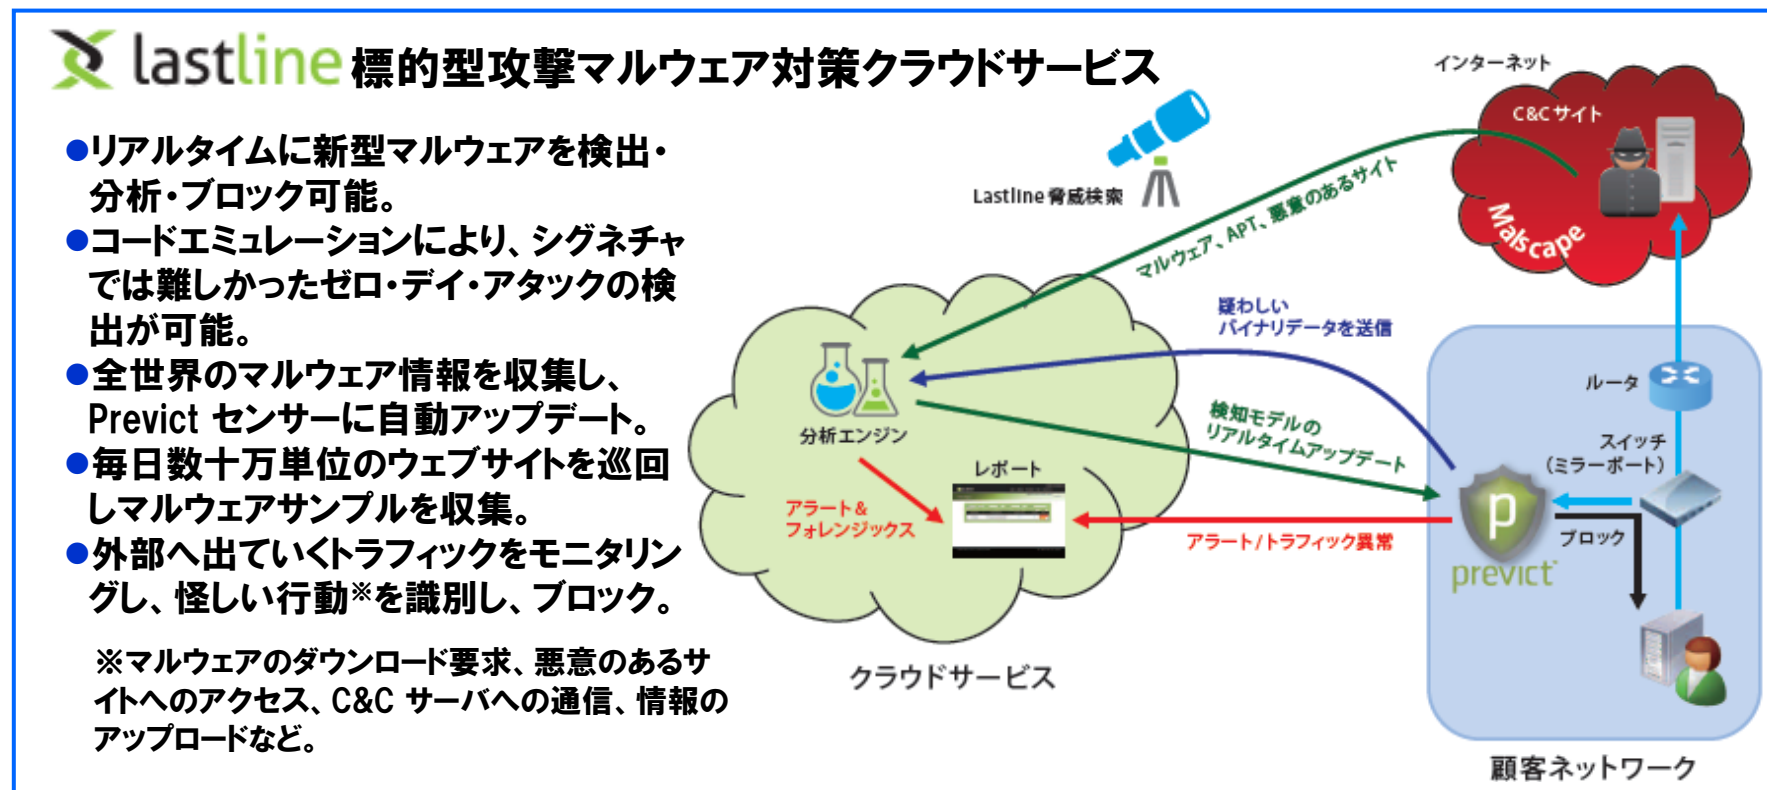 lastline 標的型攻撃マルウェア対策クラウドサービス
●リアルタイムに新型マルウェアを検出・
分析・ブロック可能。
●コードエミュレーションにより、シグネチャ
では難しかったゼロ・デイ・アタックの検
出が可能。
●全世界のマルウェア情報を収集し、
Previct センサーに自動アップデート。
●毎日数十万単位のウェブサイトを巡回
しマルウェアサンプルを収集。
●外部へ出ていくトラフィックをモニタリン
グし、怪しい行動※を識別し、ブロック。
※マルウェアのダウンロード要求、悪意のあるサ
イトへのアクセス、C&C サーバへの通信、情報の
アップロードなど。
インターネット
C&Cサイト
Malscape
Lastline 脅威検索
マルウェア、APT、悪意のあるサイト
疑わしい
バイナリデータを送信
分析エンジン
検知モデルの
リアルタイムアップデート
レポート
アラート&
フォレンジックス
アラート/トラフィック異常
クラウドサービス
ルータ
スイッチ
(ミラーポート)
p
ブロック
previct
顧客ネットワーク